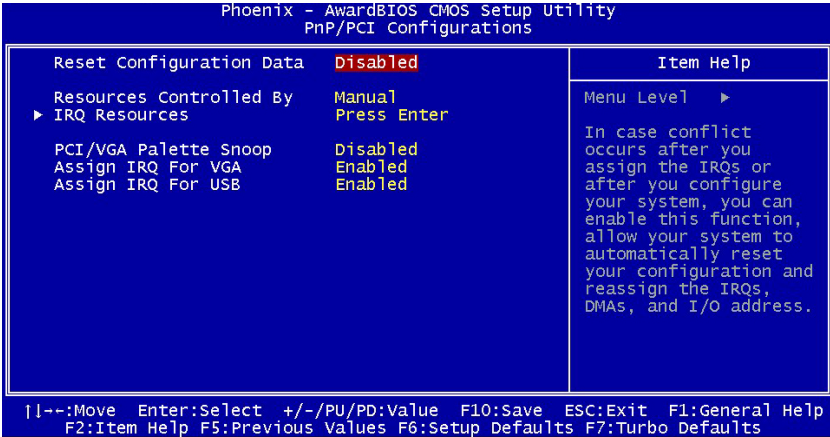 Phoenix – AwardBIOS CMOS Setup Utility
PnP/PCI Configurations
Reset Configuration Data Disabled
Resources Controlled By Manual
► IRQ Resources Press Enter
PCI/VGA Palette Snoop Disabled
Assign IRQ For VGA Enabled
Assign IRQ For USB Enabled
Item Help
Menu Level ►
In case conflict
occurs after you
assign the IRQs or
after you configure
your system, you can
enable this function,
allow your system to
automatically reset
your configuration and
reassign the IRQs,
DMAs, and I/O address.
↑↓→←:Move Enter:Select +/-/PU/PD:Value F10:Save ESC:Exit F1:General Help
F2:Item Help F5:Previous Values F6:Setup Defaults F7:Turbo Defaults